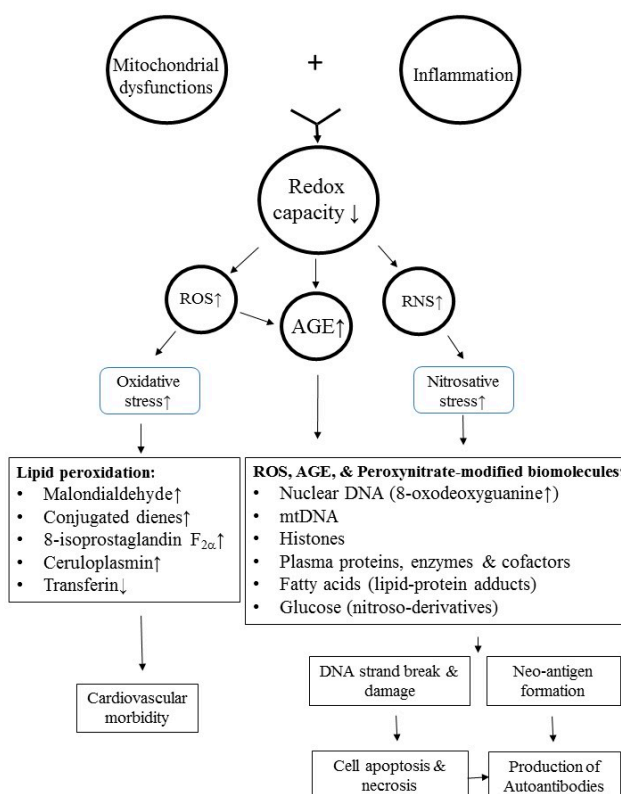 Mitochondrial
dysfunctions
+
Inflammation
Redox
capacity ↓
ROS↑
AGE↑
RNS↑
Oxidative
stress↑
Nitrosative
stress↑
Lipid peroxidation:
• Malondialdehyde↑
• Conjugated dienes↑
• 8-isoprostaglandin F2α↑
• Ceruloplasmin↑
• Transferin↓
ROS, AGE, & Peroxynitrate-modified biomolecules:
• Nuclear DNA (8-oxodeoxyguanine↑)
• mtDNA
• Histones
• Plasma proteins, enzymes & cofactors
• Fatty acids (lipid-protein adducts)
• Glucose (nitroso-derivatives)
Cardiovascular
morbidity
DNA strand break &
damage
Neo-antigen
formation
Cell apoptosis &
necrosis
Production of
Autoantibodies